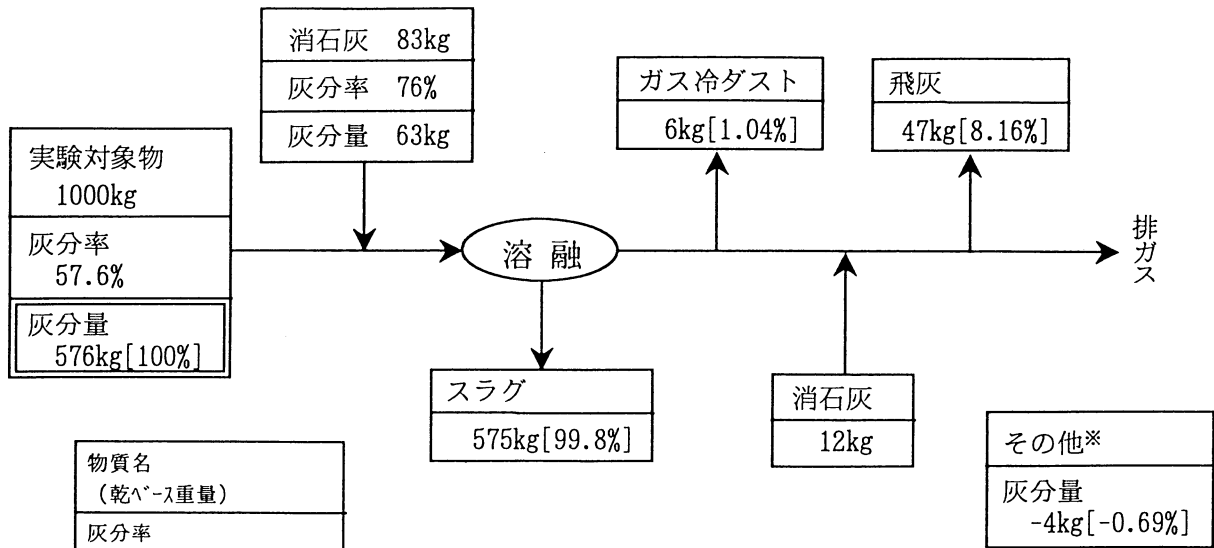 消石灰 83kg
灰分率 76%
灰分量 63kg
実験対象物
1000kg
灰分率
57.6%
灰分量
576kg[100%]
溶 融
ガス冷ダスト
6kg[1.04%]
飛灰
47kg[8.16%]
排ガス
スラグ
575kg[99.8%]
消石灰
12kg
その他※
灰分量
-4kg[-0.69%]
物質名
(乾ベース重量)
灰分率